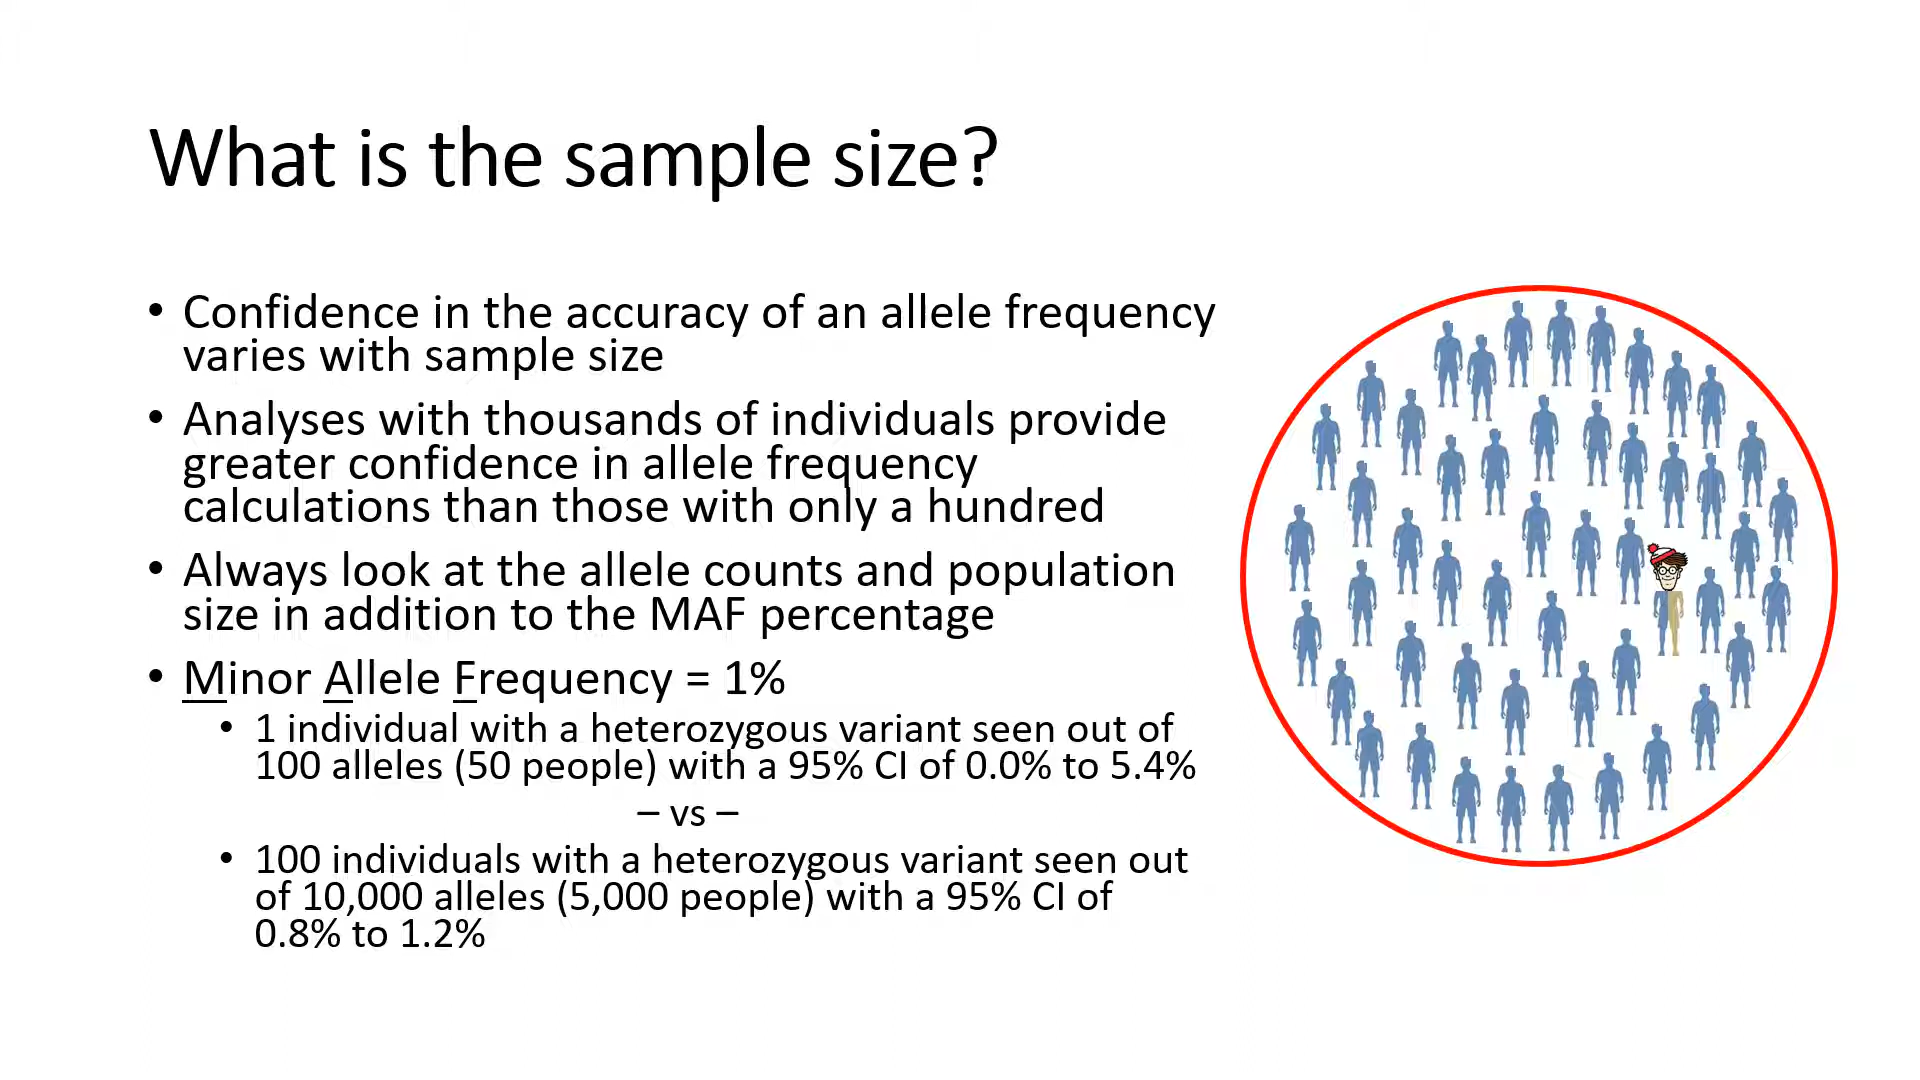 What is the sample size?
• Confidence in the accuracy of an allele frequency
varies with sample size
• Analyses with thousands of individuals provide
greater confidence in allele frequency
calculations than those with only a hundred
• Always look at the allele counts and population
size in addition to the MAF percentage
• Minor Allele Frequency = 1%
• 1 individual with a heterozygous variant seen out of
100 alleles (50 people) with a 95% CI of 0.0% to 5.4%
– vs –
• 100 individuals with a heterozygous variant seen out
of 10,000 alleles (5,000 people) with a 95% CI of
0.8% to 1.2%